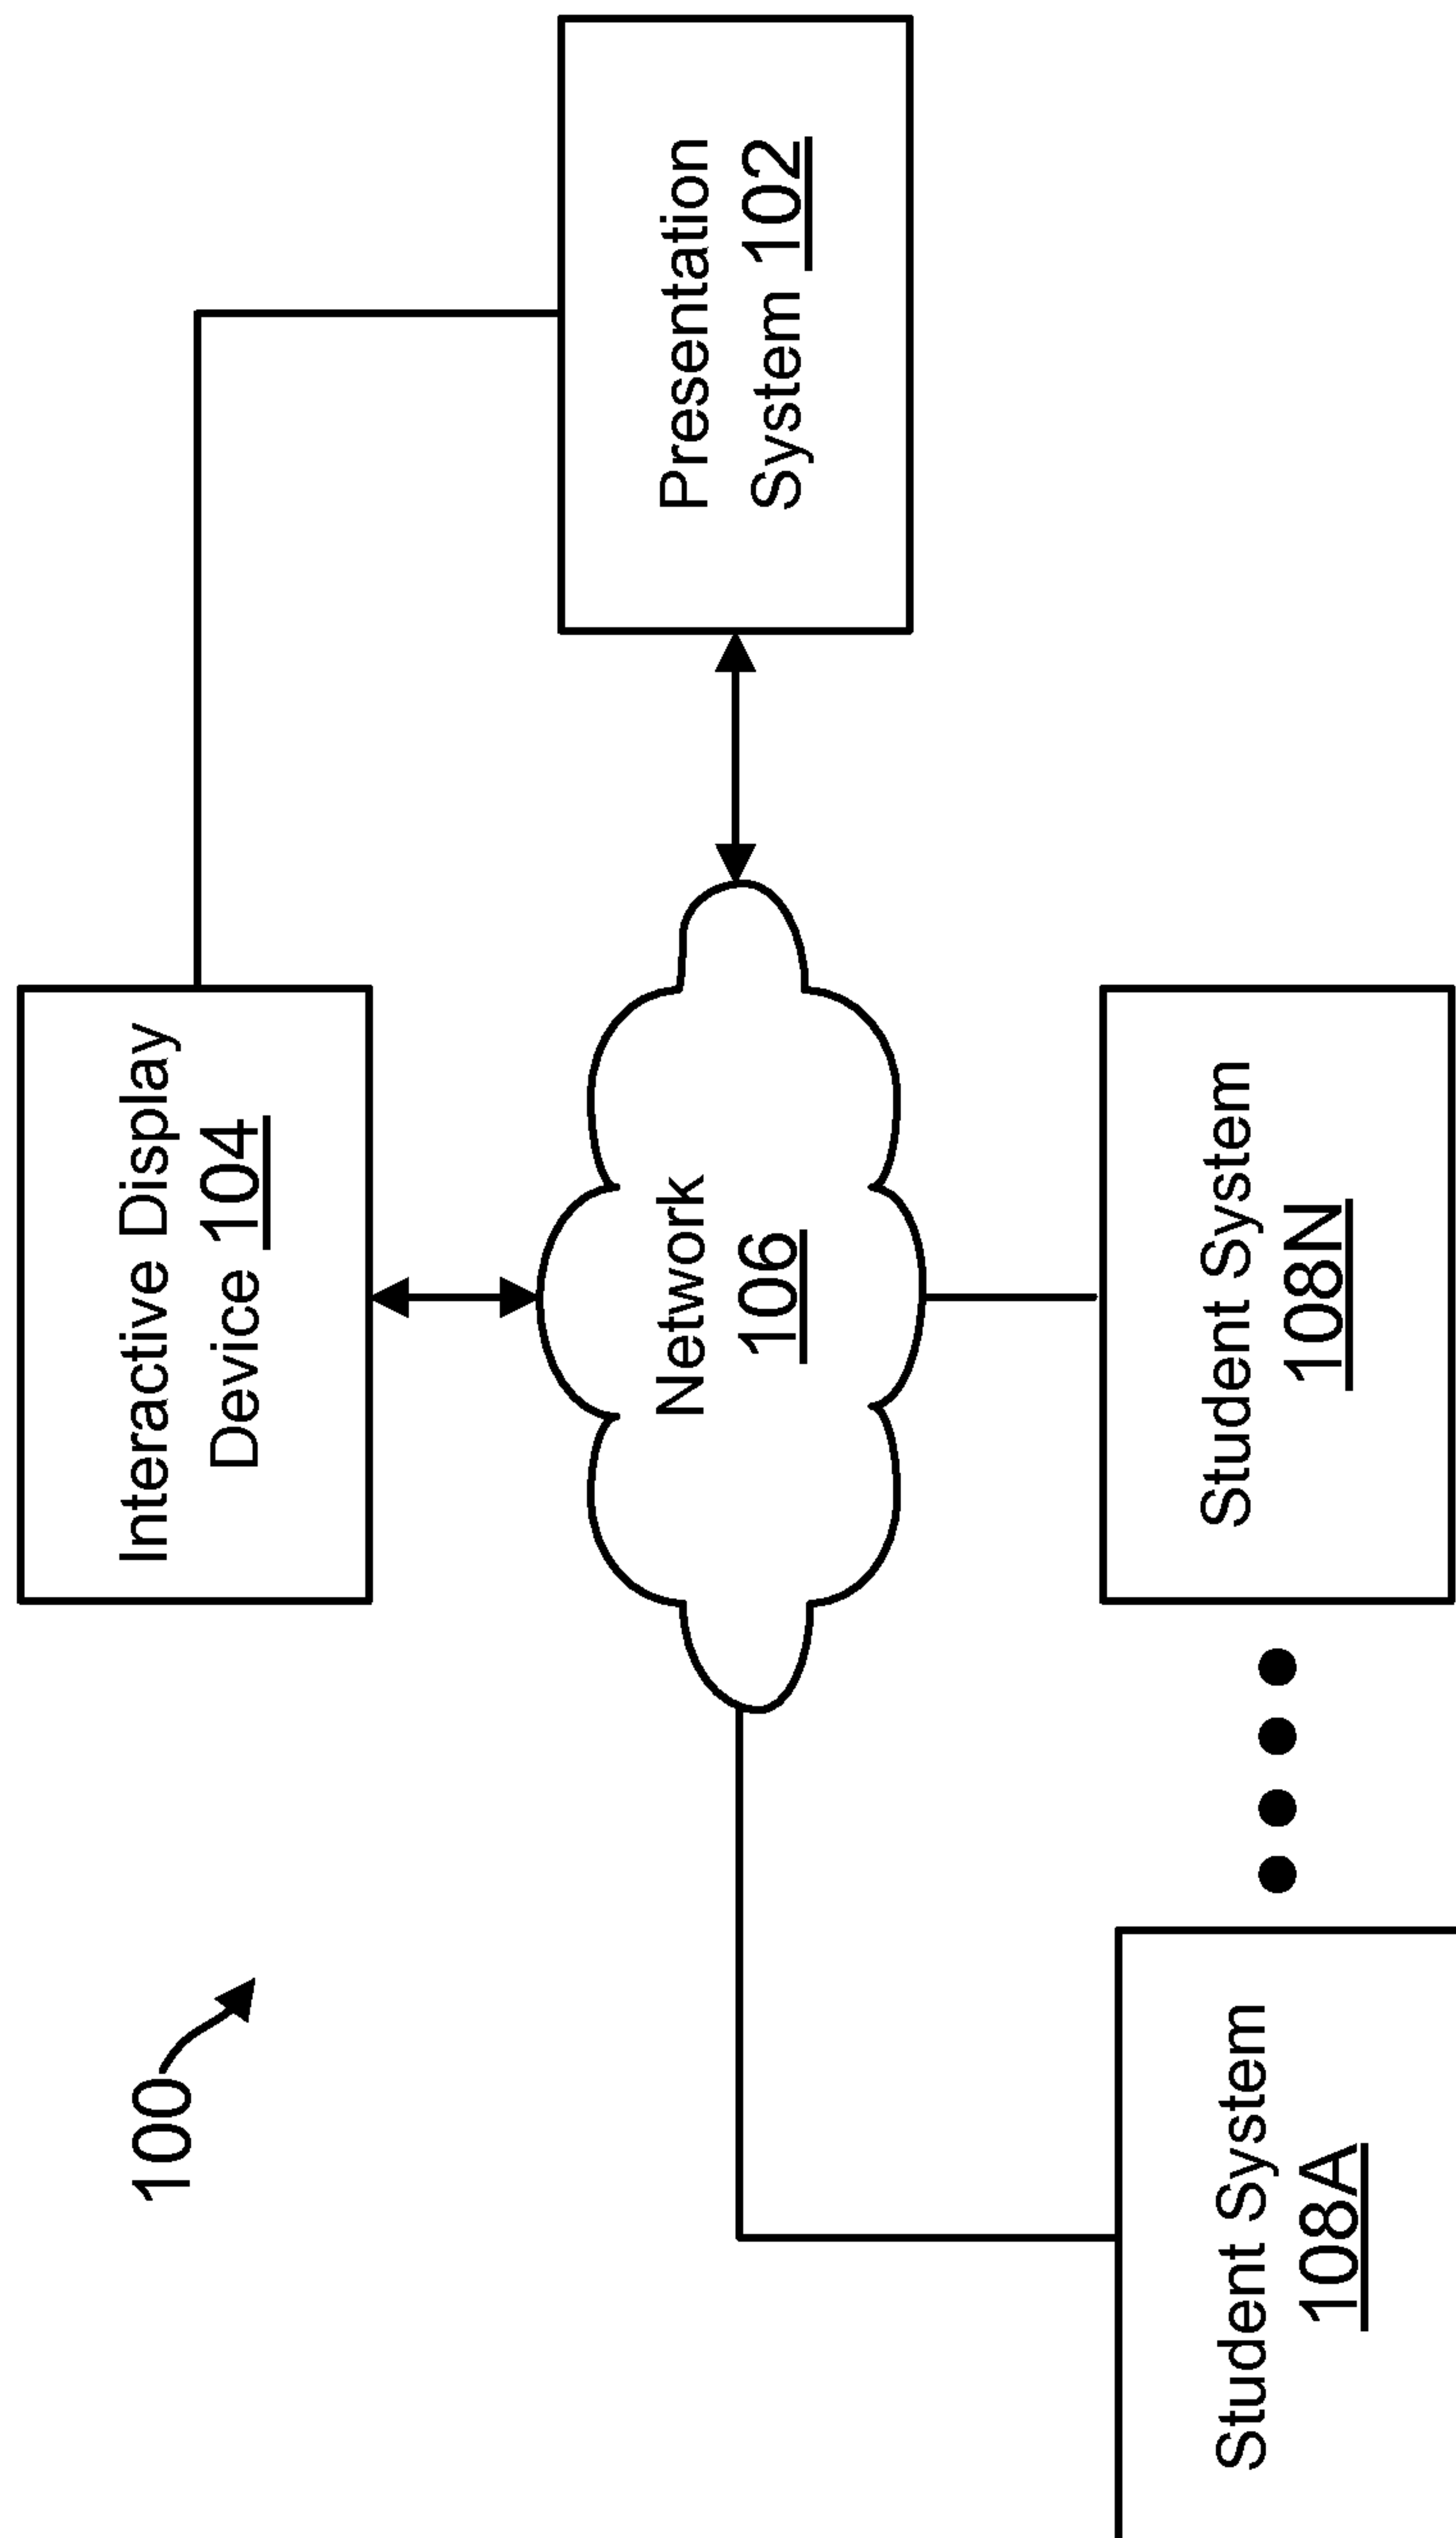 100
Interactive Display
Device 104
Presentation
System 102
Network
106
Student System
108A
Student System
108N